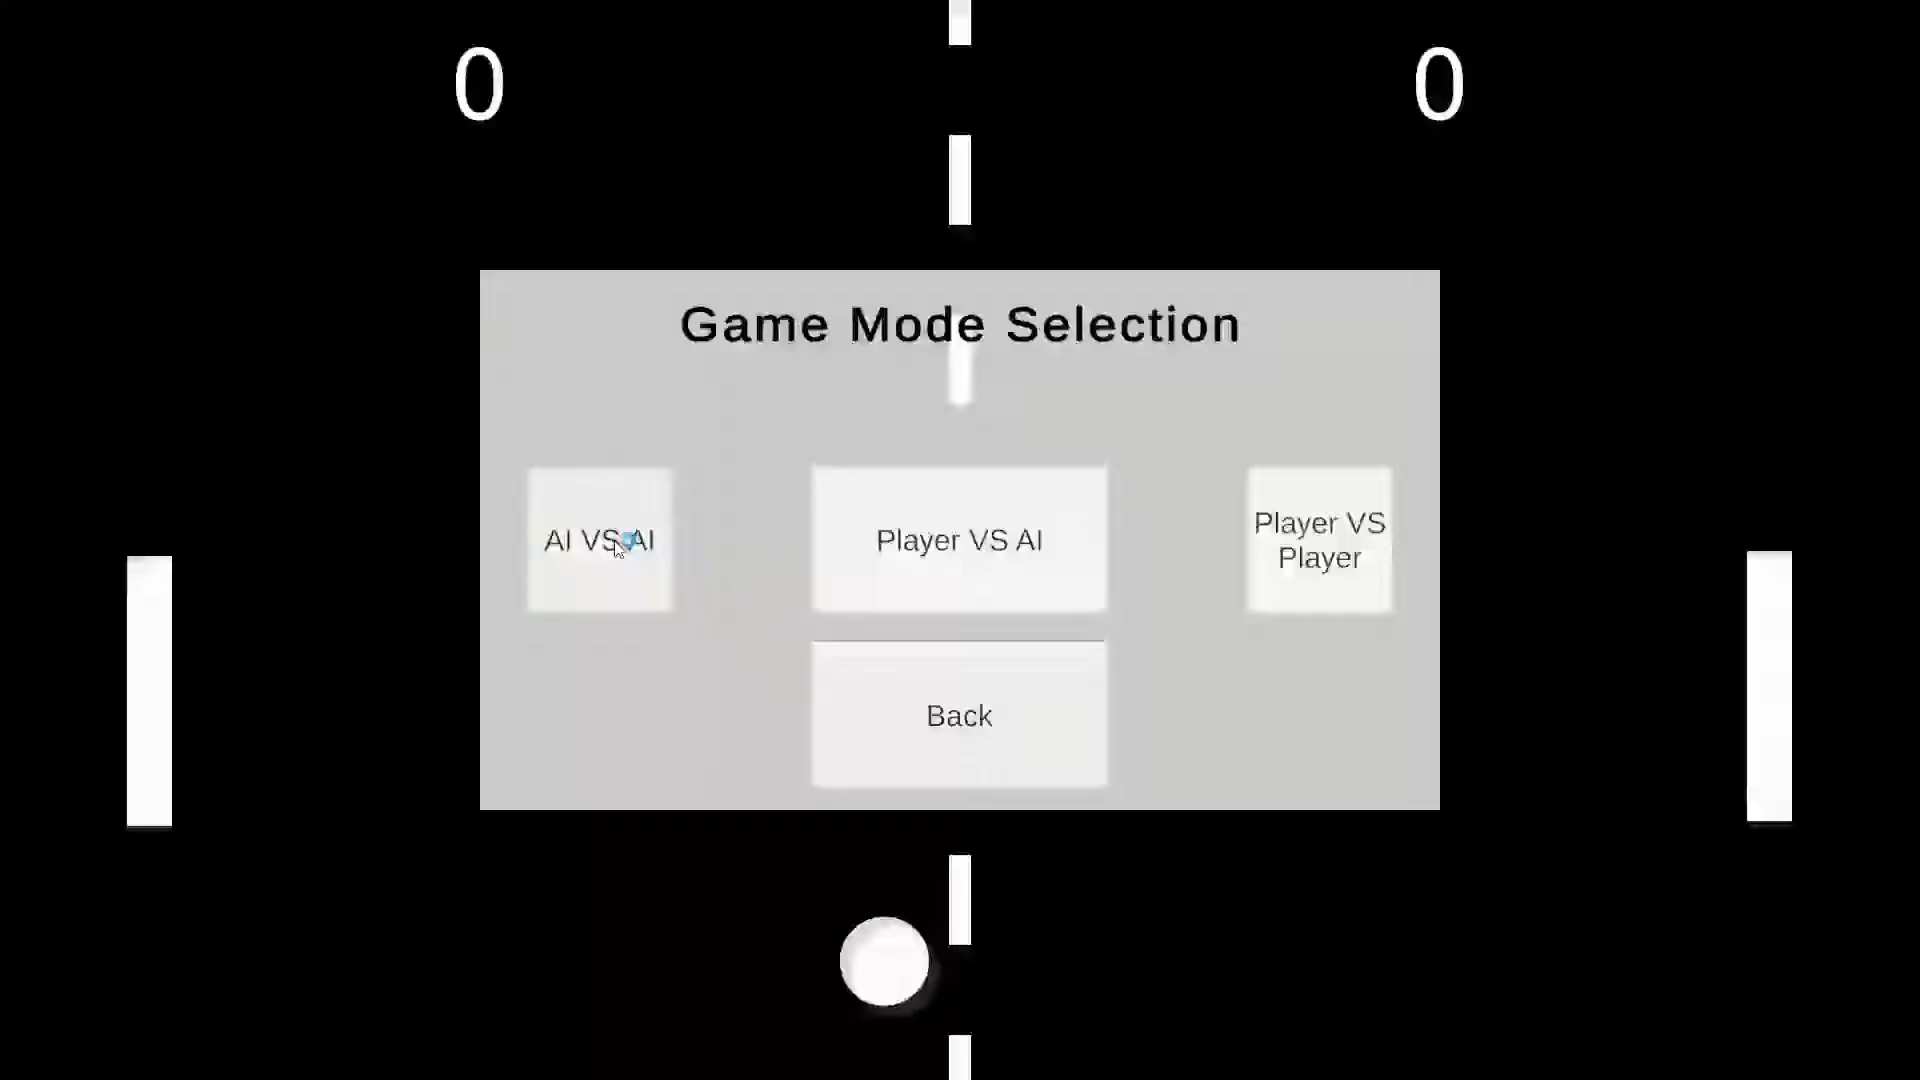 0 0
Game Mode Selection
AI VS AI
Player VS AI
Player VS
Player
Back